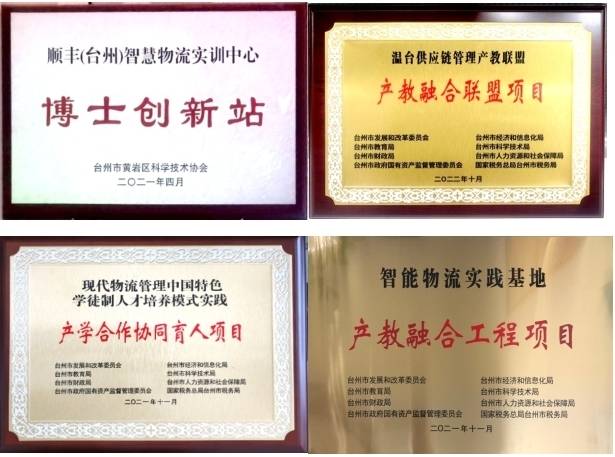 顺丰(台州)智慧物流实训中心
博士创新站
台州市黄岩区科学技术协会
二〇二一年四月
温台供应链管理产教联盟
产教融合联盟项目
台州市发展和改革委员会 台州市经济和信息化局
台州市教育局 台州市科学技术局
台州市财政局 台州市人力资源和社会保障局
台州市政府国有资产监督管理委员会 国家税务总局台州市税务局
二〇二二年十月
现代物流管理中国特色
学徒制人才培养模式实践
产学合作协同育人项目
台州市发展和改革委员会 台州市经济和信息化局
台州市教育局 台州市科学技术局
台州市财政局 台州市人力资源和社会保障局
台州市政府国有资产监督管理委员会 国家税务总局台州市税务局
二〇二一年十一月
智能物流实践基地
产教融合工程项目
台州市发展和改革委员会 台州市经济和信息化局
台州市教育局 台州市科学技术局
台州市财政局 台州市人力资源和社会保障局
台州市政府国有资产监督管理委员会 国家税务总局台州市税务局
二〇二一年十一月